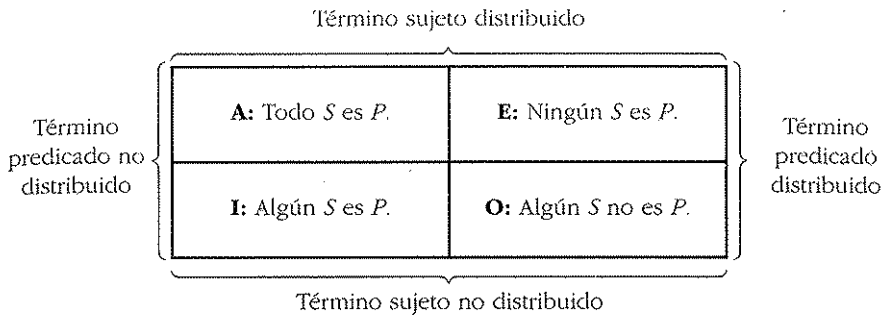 Término sujeto distribuido
Término
predicado no
distribuido
A: Todo S es P.
E: Ningún S es P.
Término
predicado
distribuido
I: Algún S es P.
O: Algún S no es P.
Término sujeto no distribuido